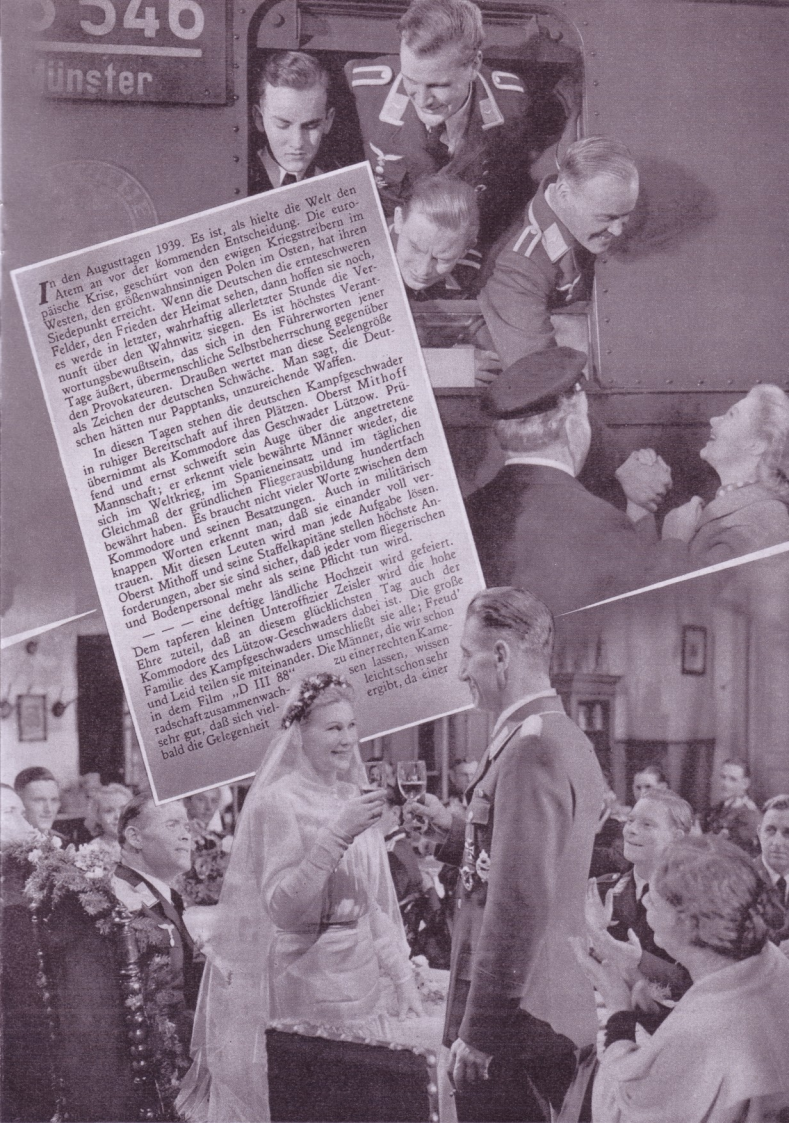 546
Münster
In den Augusttagen 1939. Es ist, als hielte die Welt den
Atem an vor der kommenden Entscheidung. Die euro-
päische Krise, geschürt von den ewigen Kriegstreibern im
Westen, den größenwahnsinnigen Polen im Osten, hat ihren
Siedepunkt erreicht. Wenn die Deutschen die ernteschweren
Felder, den Frieden der Heimat sehen, dann hoffen sie noch,
es werde in letzter, wahrhaftig allerletzter Stunde die Ver-
nunft über den Wahnwitz siegen. Es ist höchstes Verant-
wortungsbewußtsein, das sich in den Führerworten jener
Tage äußert, übermenschliche Selbstbeherrschung gegenüber
den Provokateuren. Draußen wertet man diese Seelengröße
als Zeichen der deutschen Schwäche. Man sagt, die Deut-
schen hätten nur Papptanks, unzureichende Waffen.
In diesen Tagen stehen die deutschen Kampfgeschwader
in ruhiger Bereitschaft auf ihren Plätzen. Oberst Mithoff
übernimmt als Kommodore das Geschwader Lützow. Prü-
fend und ernst schweift sein Auge über die angetretene
Mannschaft; er erkennt viele bewährte Männer wieder, die
sich im Weltkrieg, im Spanieneinsatz und im täglichen
Gleichmaß der gründlichen Fliegerausbildung hundertfach
bewährt haben. Es braucht nicht vieler Worte zwischen dem
Kommodore und seinen Besatzungen. Auch in militärisch
knappen Worten erkennt man, daß sie einander voll ver-
trauen. Mit diesen Leuten wird man jede Aufgabe lösen.
Oberst Mithoff und seine Staffelkapitäne stellen höchste An-
forderungen, aber sie sind sicher, daß jeder vom fliegerischen
und Bodenpersonal mehr als seine Pflicht tun wird.
— — — eine deftige ländliche Hochzeit wird gefeiert.
Dem tapferen kleinen Unteroffizier Zeisler wird die hohe
Ehre zuteil, daß an diesem glücklichsten Tag auch der
Kommodore des Lützow-Geschwaders dabei ist. Die große
Familie des Kampfgeschwaders umschließt sie alle; Freud'
und Leid teilen sie miteinander. Die Männer, die wir schon
in dem Film „D III 88“ zu einer rechten Kame-
radschaft zusammenwach- sen lassen, wissen
sehr gut, daß sich viel- leicht schon sehr
bald die Gelegenheit ergibt, da einer